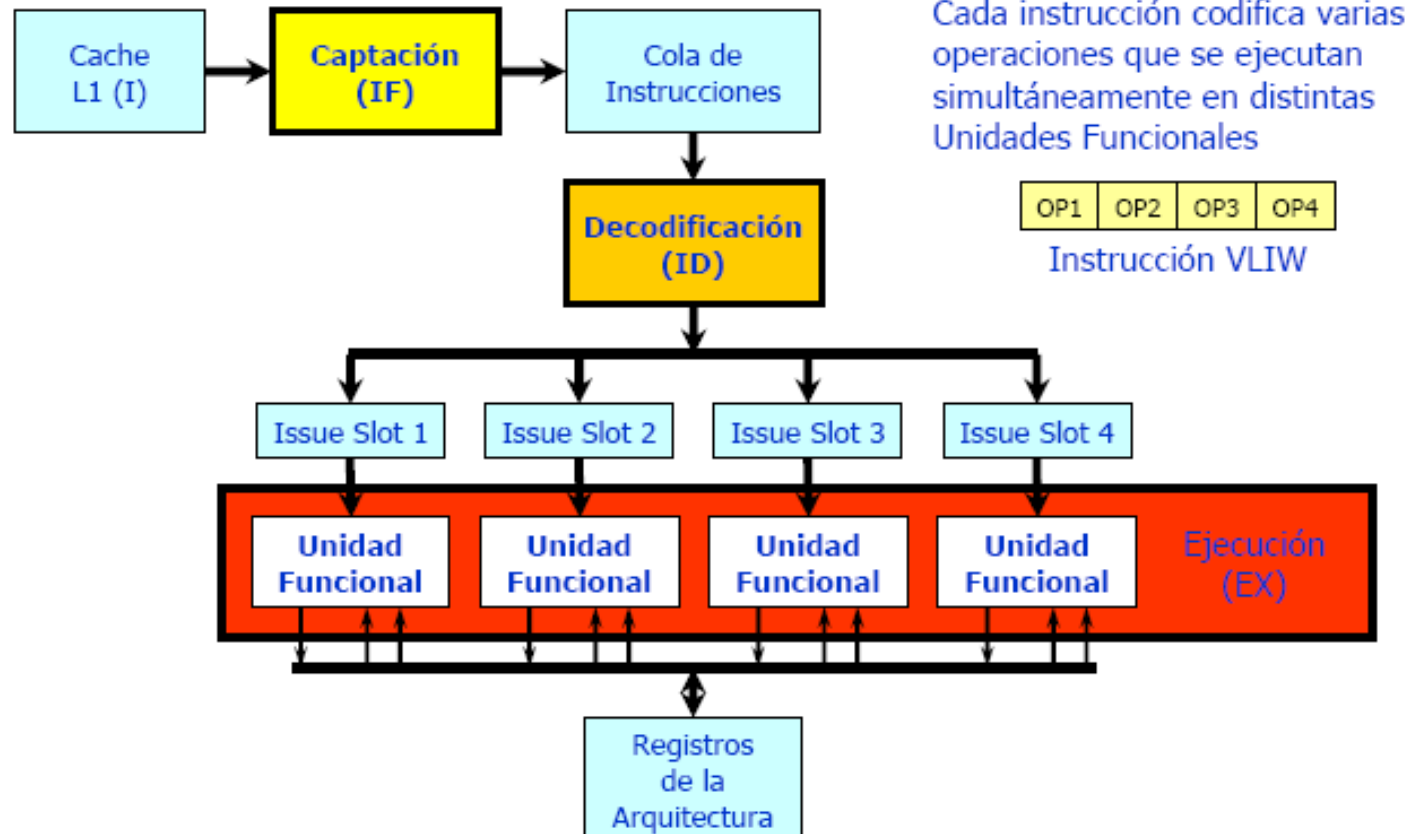 Cache
L1 (I)
Captación
(IF)
Cola de
Instrucciones
Cada instrucción codifica varias
operaciones que se ejecutan
simultáneamente en distintas
Unidades Funcionales
OP1 OP2 OP3 OP4
Instrucción VLIW
Decodificación
(ID)
Issue Slot 1
Issue Slot 2
Issue Slot 3
Issue Slot 4
Unidad
Funcional
Unidad
Funcional
Unidad
Funcional
Unidad
Funcional
Ejecución
(EX)
Registros
de la
Arquitectura